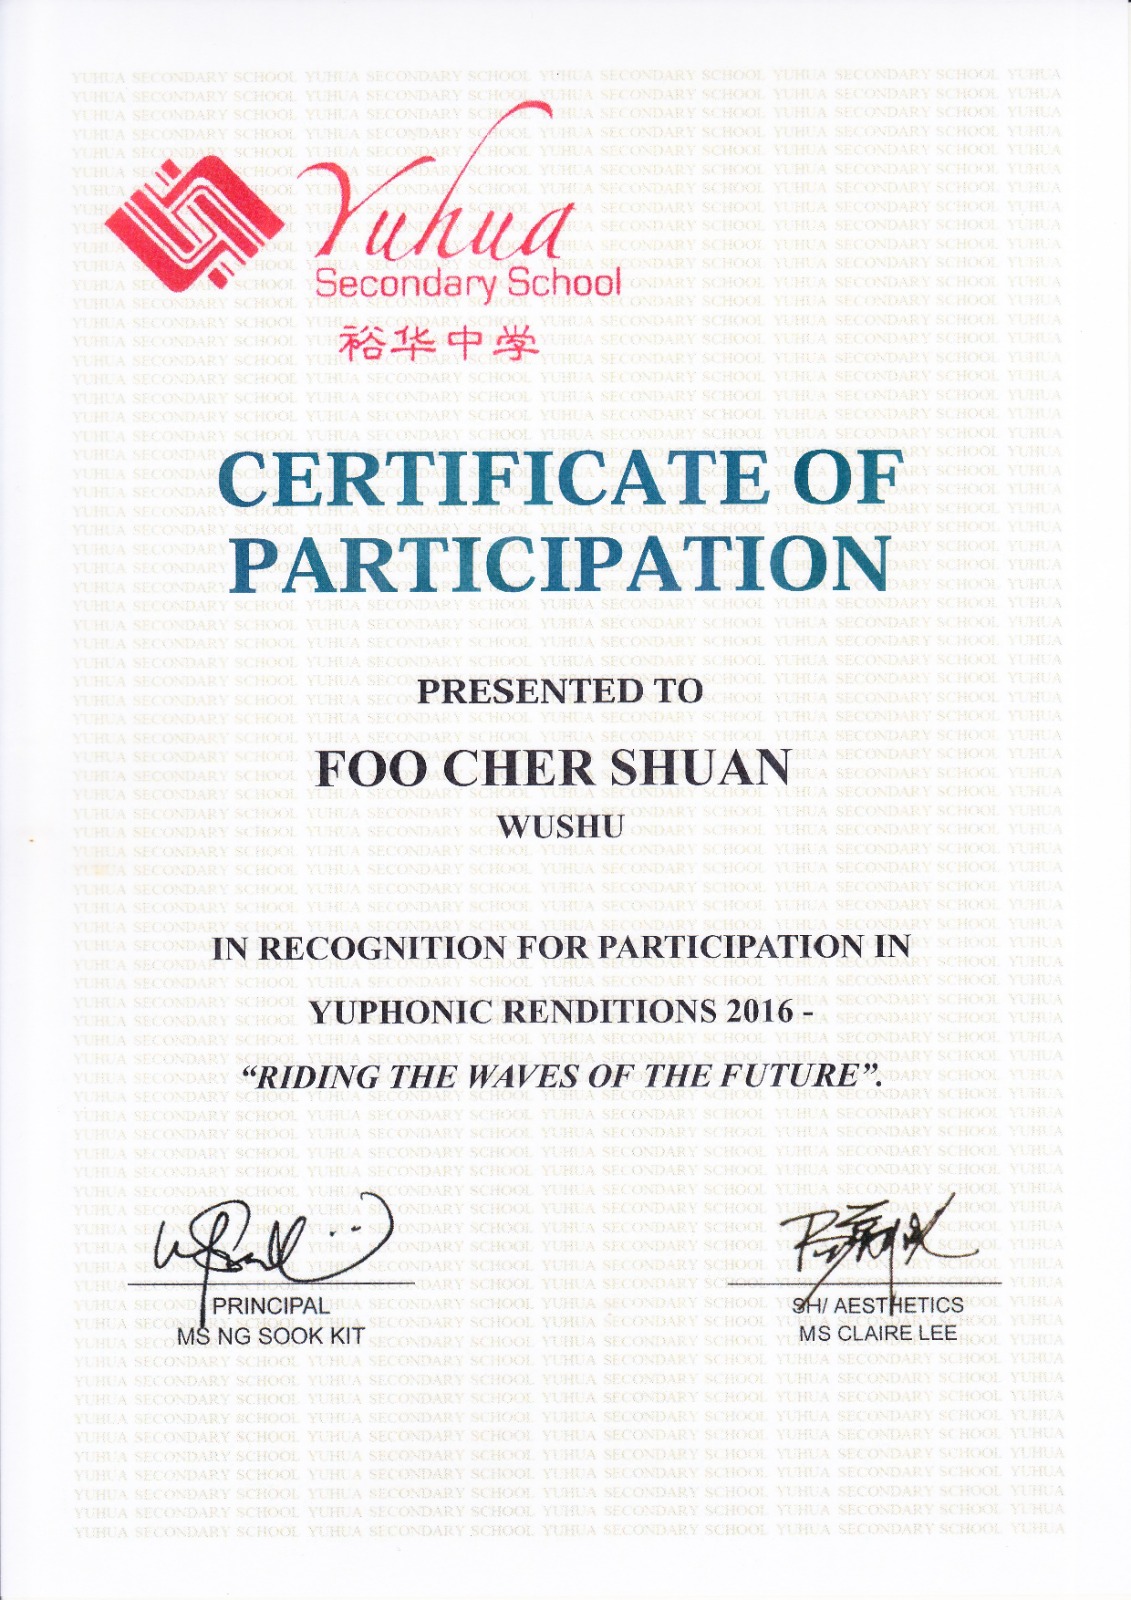 Yuhua
Secondary School
裕华中学
CERTIFICATE OF
PARTICIPATION
PRESENTED TO
FOO CHER SHUAN
WUSHU
IN RECOGNITION FOR PARTICIPATION IN
YUPHONIC RENDITIONS 2016 -
“RIDING THE WAVES OF THE FUTURE”.
PRINCIPAL
MS NG SOOK KIT
SH/ AESTHETICS
MS CLAIRE LEE